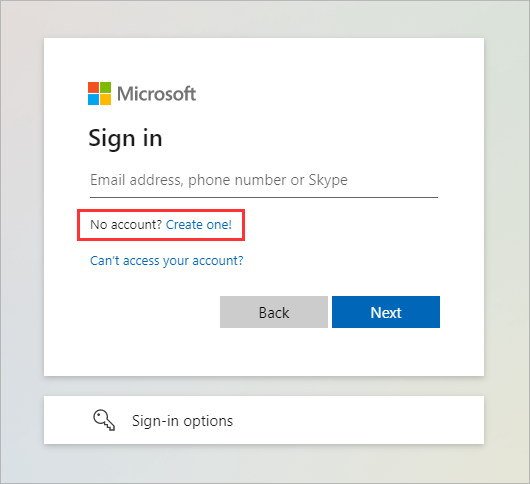 Microsoft
Sign in
Email address, phone number or Skype
No account? Create one!
Can't access your account?
Back
Next
Sign-in options